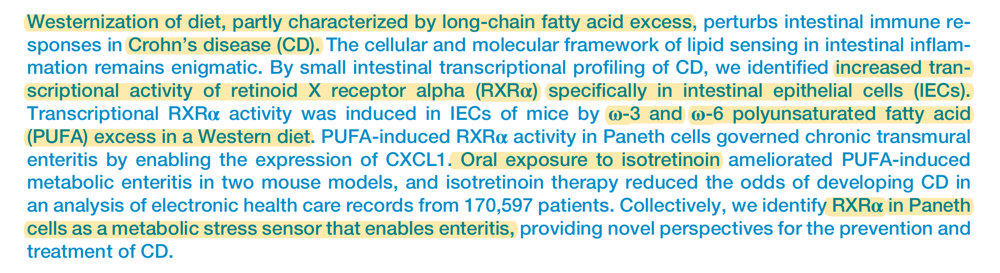 Westernization of diet, partly characterized by long-chain fatty acid excess, perturbs intestinal immune re-
sponses in Crohn’s disease (CD). The cellular and molecular framework of lipid sensing in intestinal inflam-
mation remains enigmatic. By small intestinal transcriptional profiling of CD, we identified increased tran-
scriptional activity of retinoid X receptor alpha (RXRα) specifically in intestinal epithelial cells (IECs).
Transcriptional RXRα activity was induced in IECs of mice by ω-3 and ω-6 polyunsaturated fatty acid
(PUFA) excess in a Western diet. PUFA-induced RXRα activity in Paneth cells governed chronic transmural
enteritis by enabling the expression of CXCL1. Oral exposure to isotretinoin ameliorated PUFA-induced
metabolic enteritis in two mouse models, and isotretinoin therapy reduced the odds of developing CD in
an analysis of electronic health care records from 170,597 patients. Collectively, we identify RXRα in Paneth
cells as a metabolic stress sensor that enables enteritis, providing novel perspectives for the prevention and
treatment of CD.